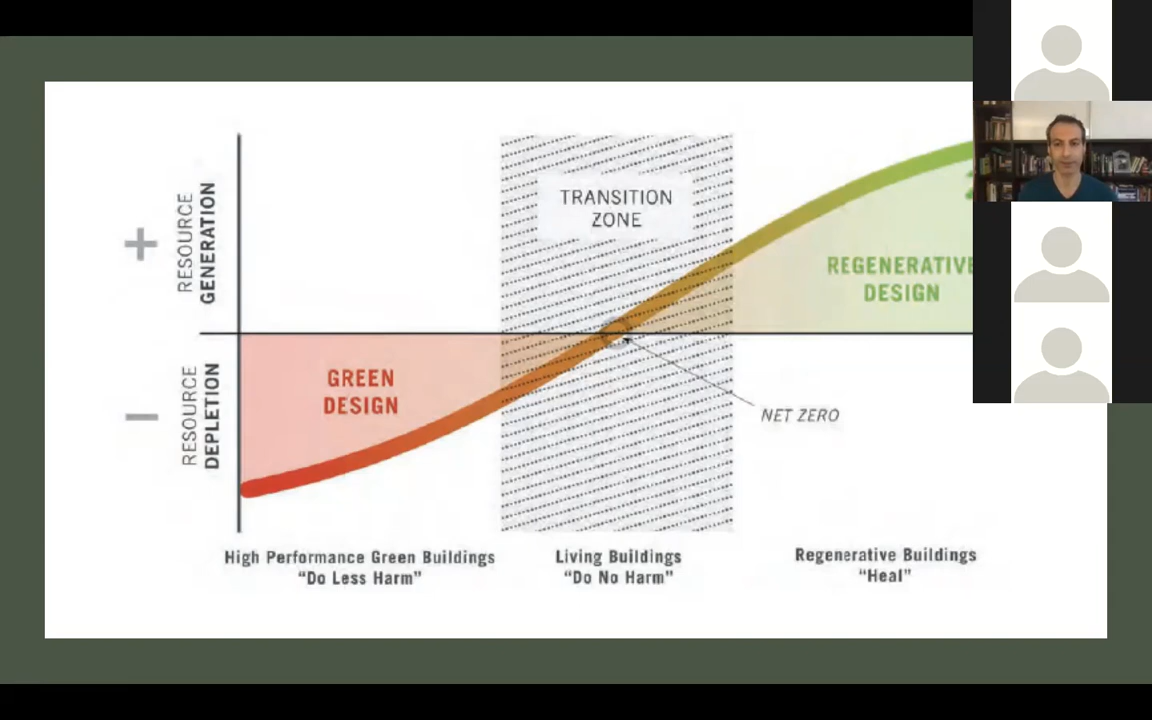 TRANSITION
ZONE
RESOURCE
GENERATION
+
REGENERATIVE
DESIGN
GREEN
DESIGN
RESOURCE
DEPLETION
−
NET ZERO
High Performance Green Buildings
“Do Less Harm”
Living Buildings
“Do No Harm”
Regenerative Buildings
“Heal”